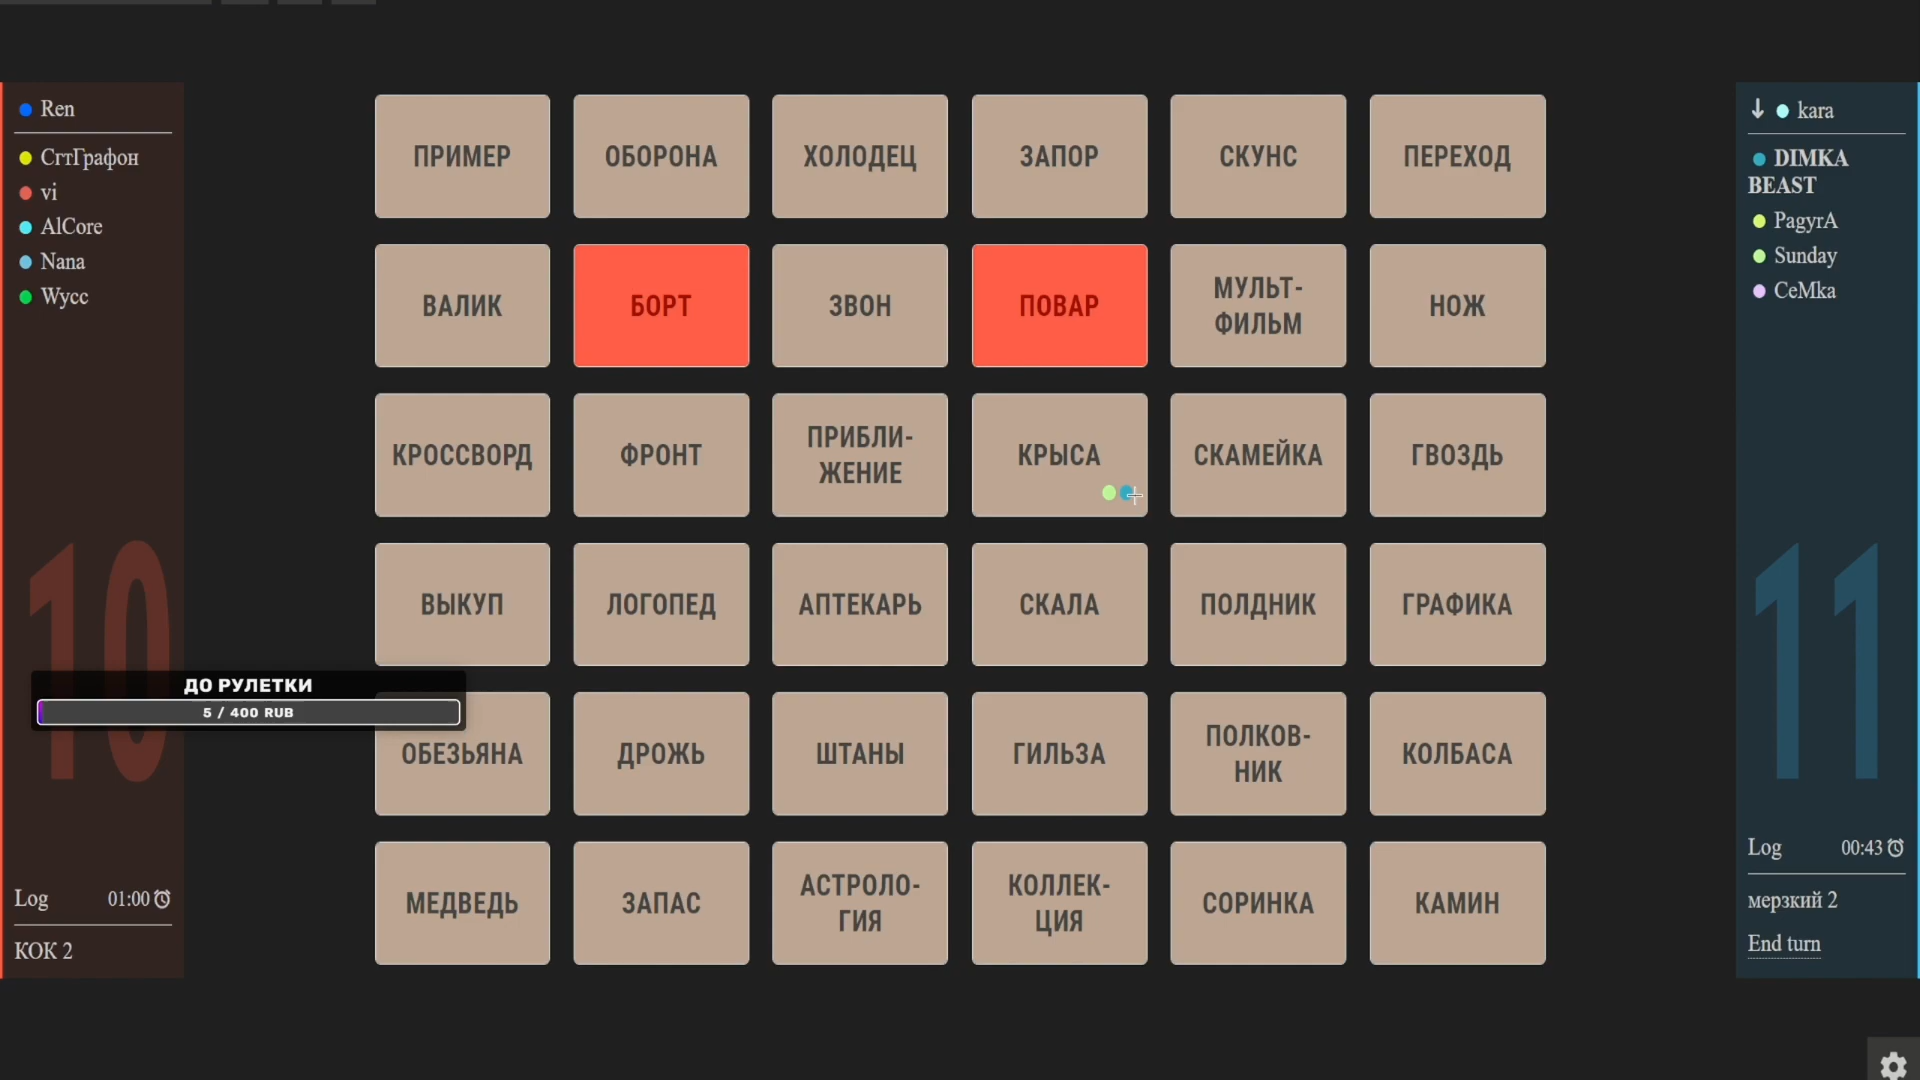 Ren
СгтГрафон
vi
AlCore
Nana
Wycc
10
Log 01:00
КОК 2
ДО РУЛЕТКИ
5 / 400 RUB
ПРИМЕР ОБОРОНА ХОЛОДЕЦ ЗАПОР СКУНС ПЕРЕХОД
ВАЛИК БОРТ ЗВОН ПОВАР МУЛЬТ-
ФИЛЬМ НОЖ
КРОССВОРД ФРОНТ ПРИБЛИ-
ЖЕНИЕ КРЫСА СКАМЕЙКА ГВОЗДЬ
ВЫКУП ЛОГОПЕД АПТЕКАРЬ СКАЛА ПОЛДНИК ГРАФИКА
ОБЕЗЬЯНА ДРОЖЬ ШТАНЫ ГИЛЬЗА ПОЛКОВ-
НИК КОЛБАСА
МЕДВЕДЬ ЗАПАС АСТРОЛО-
ГИЯ КОЛЛЕК-
ЦИЯ СОРИНКА КАМИН
kara
DIMKA
BEAST
PagyrA
Sunday
CeMka
11
Log 00:43
мерзкий 2
End turn